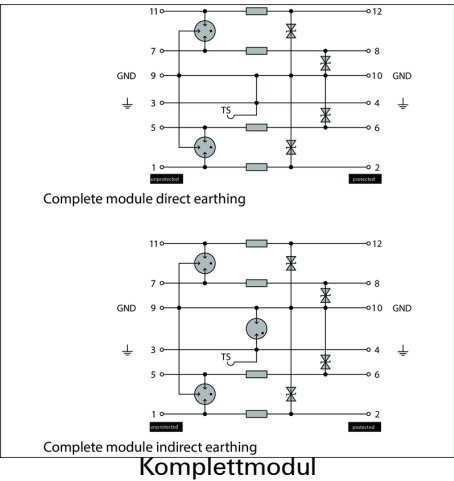 11 12
7 8
GND 9 10 GND
3 4
TS
5 6
1 2
unprotected protected
Complete module direct earthing
11 12
7 8
GND 9 10 GND
3 4
TS
5 6
1 2
unprotected protected
Complete module indirect earthing
Komplettmodul